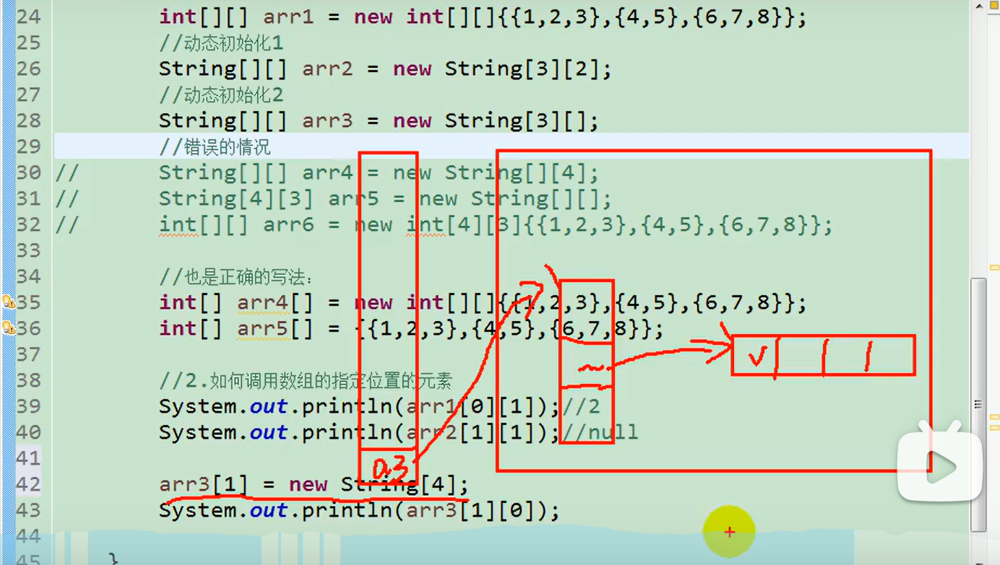 24 int[][] arr1 = new int[][]{{1,2,3},{4,5},{6,7,8}};
25 //动态初始化1
26 String[][] arr2 = new String[3][2];
27 //动态初始化2
28 String[][] arr3 = new String[3][];
29 //错误的情况
30 // String[][] arr4 = new String[][4];
31 // String[4][3] arr5 = new String[][];
32 // int[][] arr6 = new int[4][3]{{1,2,3},{4,5},{6,7,8}};
33
34 //也是正确的写法：
35 int[] arr4[] = new int[][]{{1,2,3},{4,5},{6,7,8}};
36 int[] arr5[] = {{1,2,3},{4,5},{6,7,8}};
37
38 //2.如何调用数组的指定位置的元素
39 System.out.println(arr1[0][1]);//2
40 System.out.println(arr2[1][1]);//null
41
a3
42 arr3[1] = new String[4];
43 System.out.println(arr3[1][0]);
44
45 }